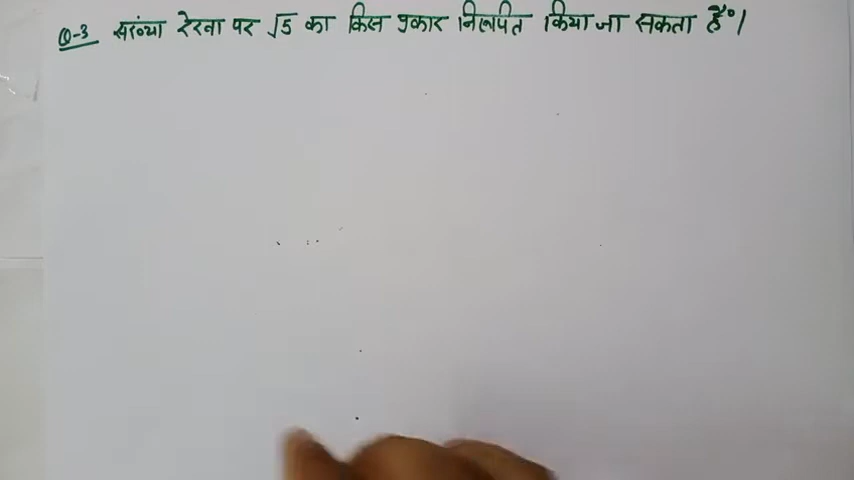 Q-3 संख्या रेखा पर √5 का किस प्रकार निरूपित किया जा सकता हैं।